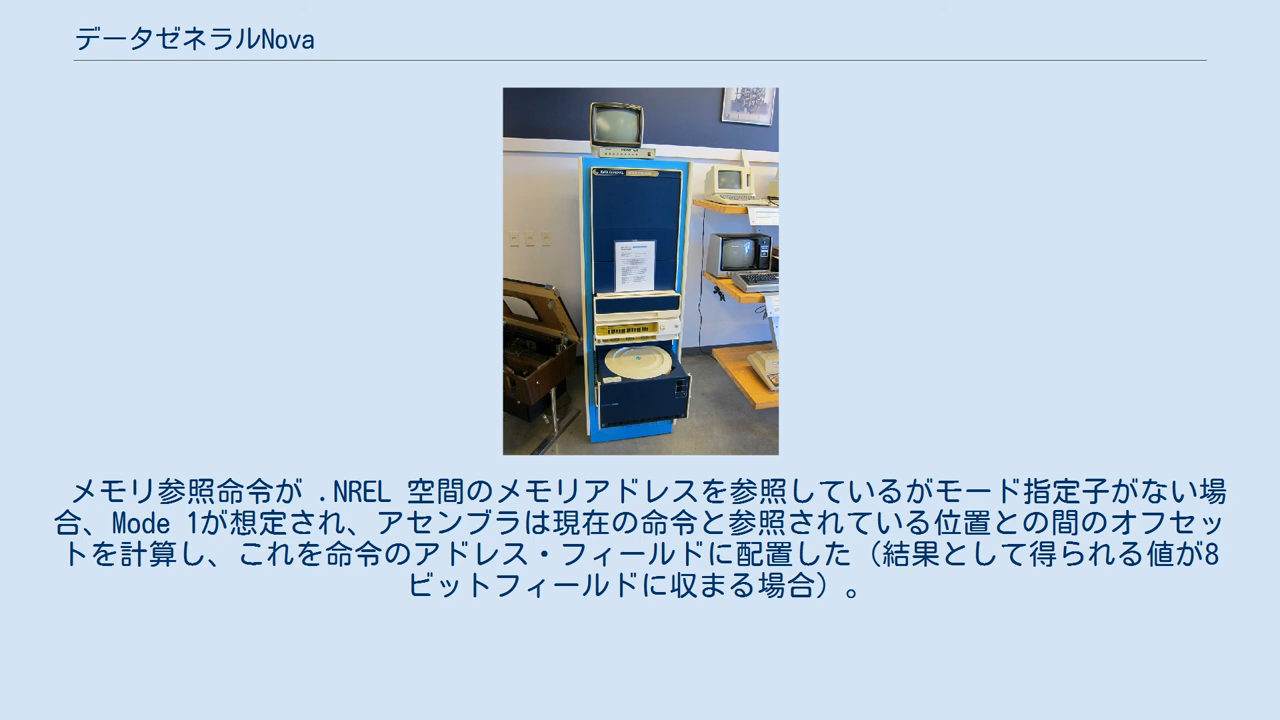 データゼネラルNova
メモリ参照命令が .NREL 空間のメモリアドレスを参照しているがモード指定子がない場
合、Mode 1が想定され、アセンブラは現在の命令と参照されている位置との間のオフセッ
トを計算し、これを命令のアドレス・フィールドに配置した（結果として得られる値が8
ビットフィールドに収まる場合）。